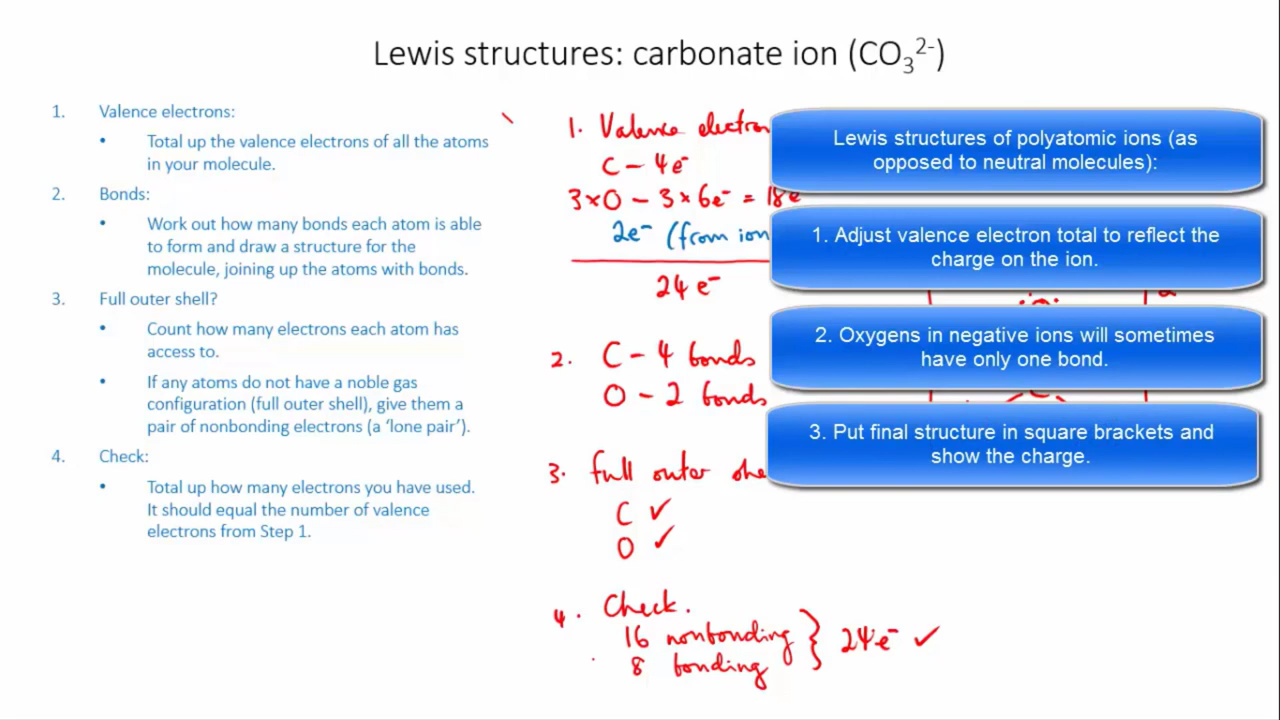 Lewis structures: carbonate ion (CO₃²⁻)
1. Valence electrons:
• Total up the valence electrons of all the atoms
in your molecule.
2. Bonds:
• Work out how many bonds each atom is able
to form and draw a structure for the
molecule, joining up the atoms with bonds.
3. Full outer shell?
• Count how many electrons each atom has
access to.
• If any atoms do not have a noble gas
configuration (full outer shell), give them a
pair of nonbonding electrons (a ‘lone pair’).
4. Check:
• Total up how many electrons you have used.
It should equal the number of valence
electrons from Step 1.
1. Valence electron
C – 4e⁻
3×O – 3×6e⁻ = 18e⁻
2e⁻ (from ion
24 e⁻
2. C – 4 bonds
O – 2 bonds
3. Full outer she
C ✓
O ✓
4. Check.
16 nonbonding
8 bonding
} 24e⁻ ✓
Lewis structures of polyatomic ions (as
opposed to neutral molecules):
1. Adjust valence electron total to reflect the
charge on the ion.
2. Oxygens in negative ions will sometimes
have only one bond.
3. Put final structure in square brackets and
show the charge.